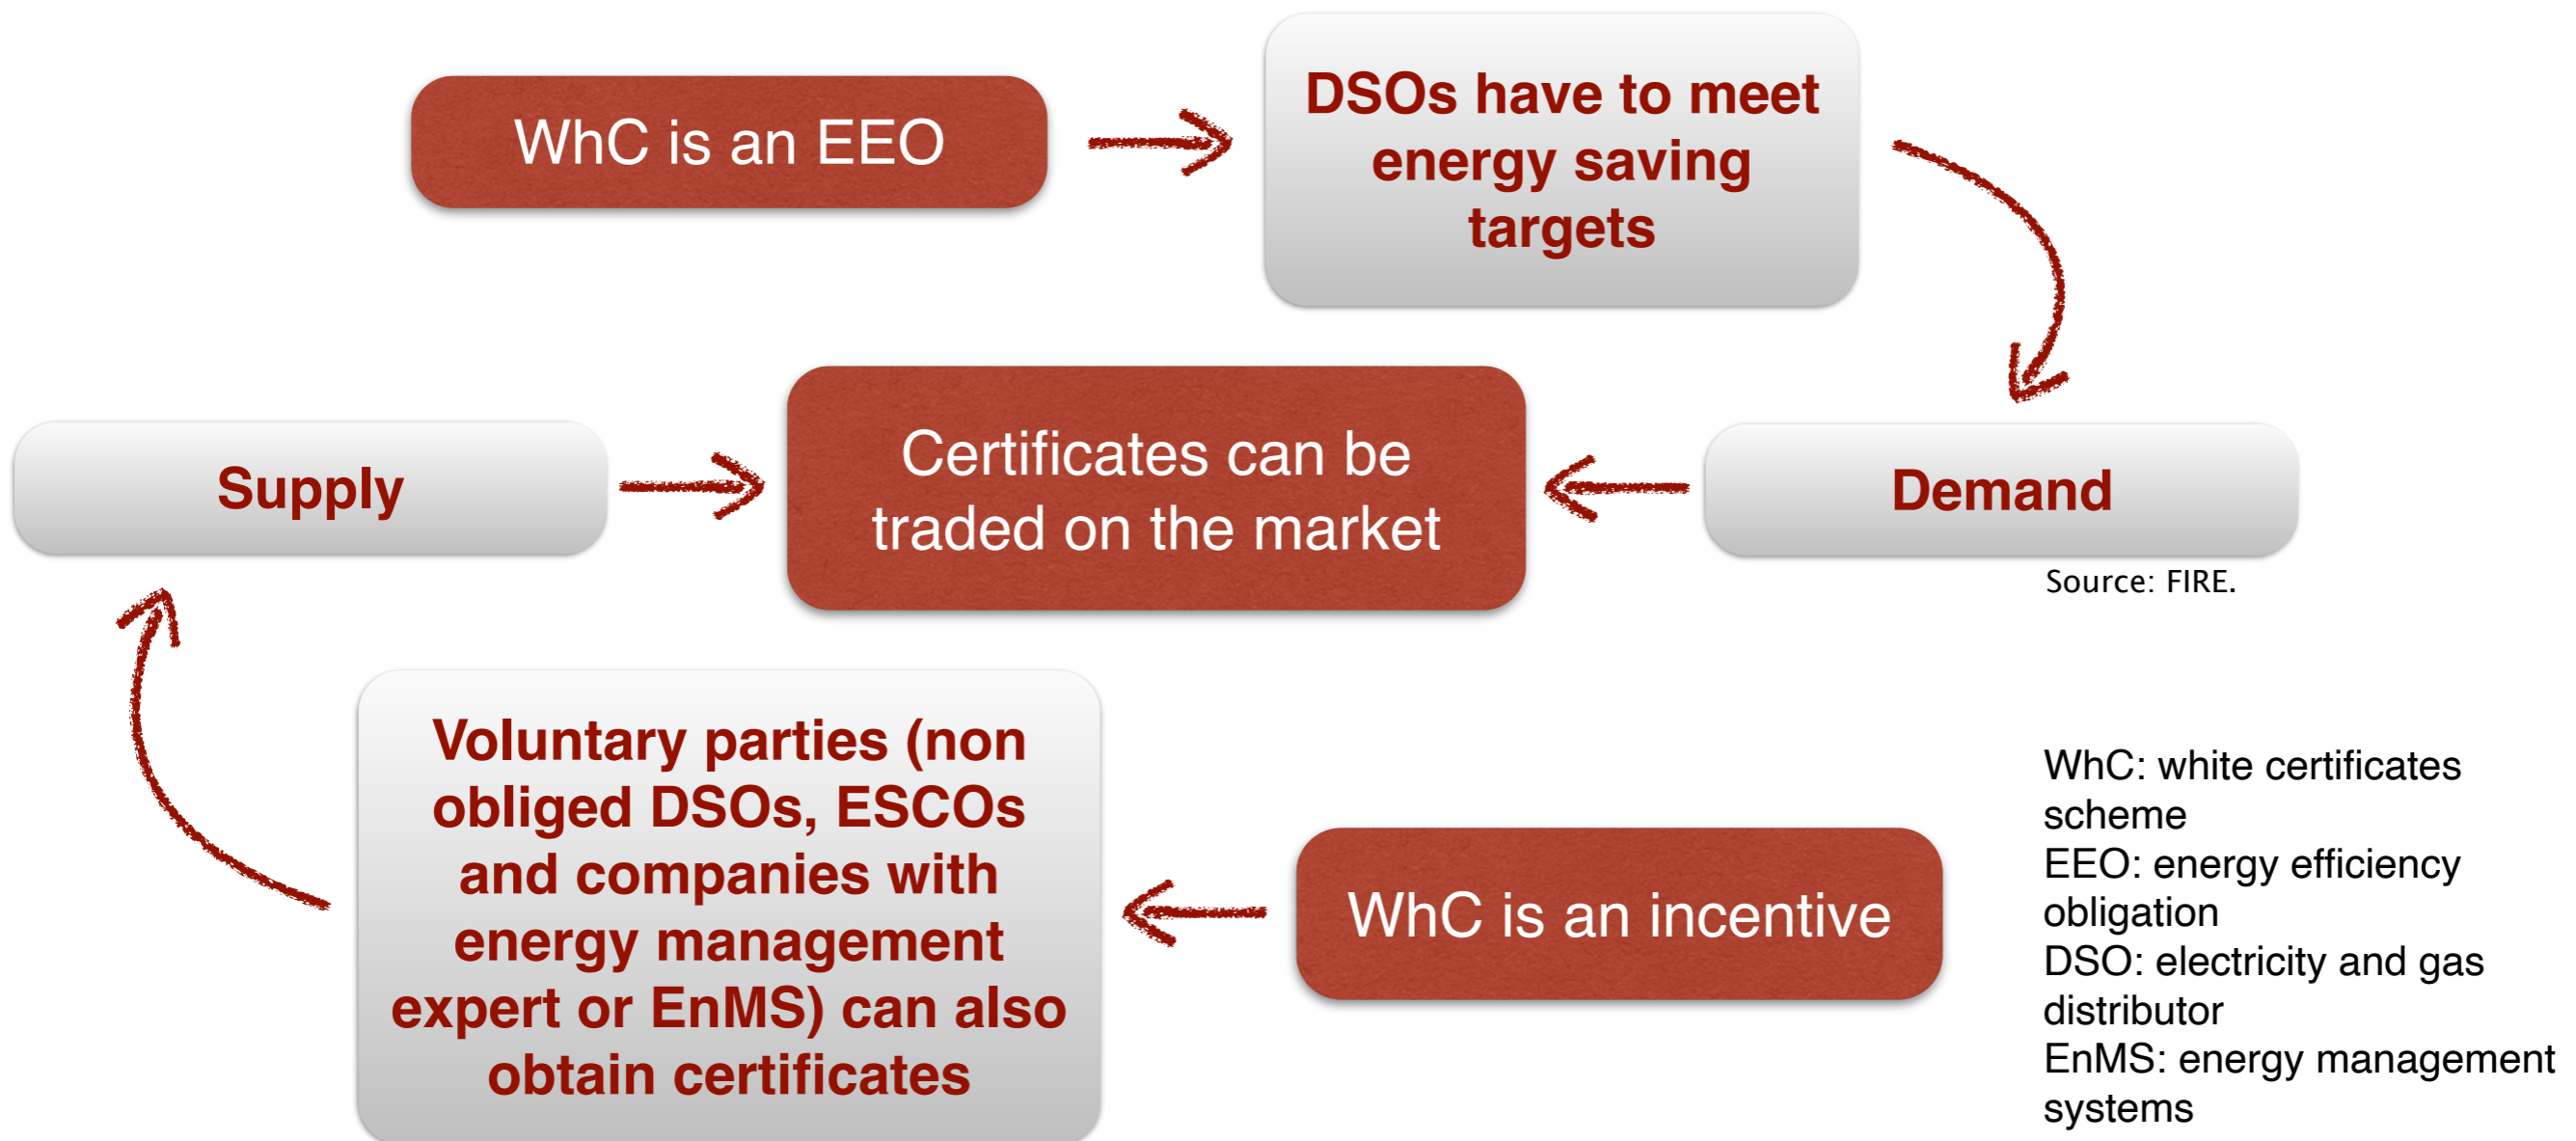 WhC is an EEO
DSOs have to meet
energy saving
targets
Supply
Certificates can be
traded on the market
Demand
Source: FIRE.
Voluntary parties (non
obliged DSOs, ESCOs
and companies with
energy management
expert or EnMS) can also
obtain certificates
WhC is an incentive
WhC: white certificates
scheme
EEO: energy efficiency
obligation
DSO: electricity and gas
distributor
EnMS: energy management
systems